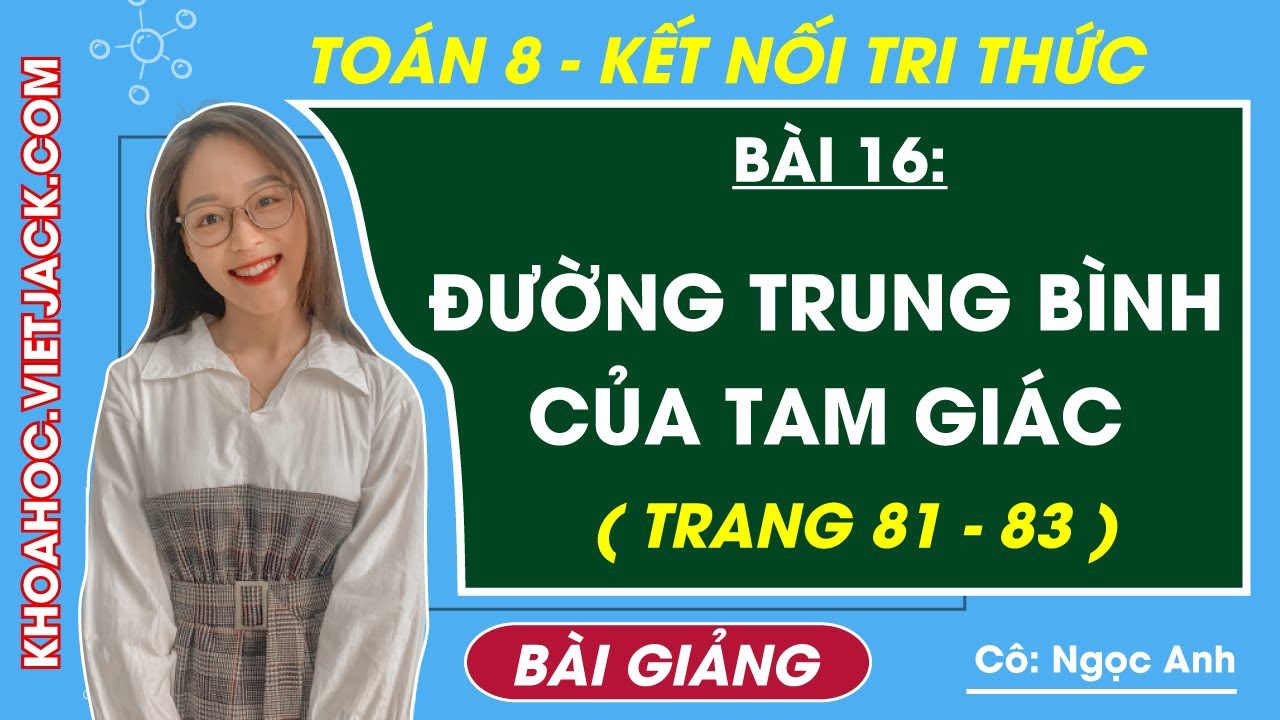 KHOAHOC.VIETJACK.COM
TOÁN 8 - KẾT NỐI TRI THỨC
BÀI 16:
ĐƯỜNG TRUNG BÌNH
CỦA TAM GIÁC
( TRANG 81 - 83 )
BÀI GIẢNG
Cô: Ngọc Anh